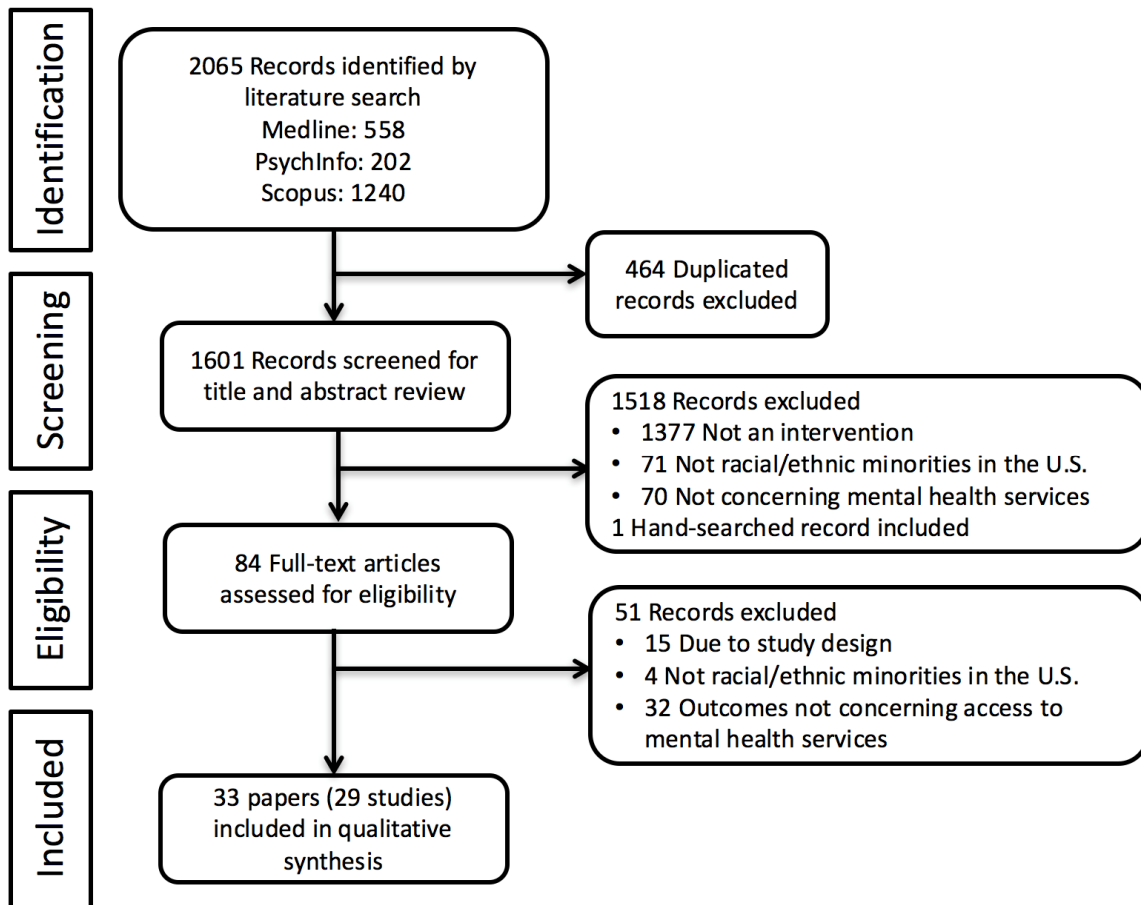 Identification
2065 Records identified by
literature search
Medline: 558
PsychInfo: 202
Scopus: 1240
464 Duplicated
records excluded
Screening
1601 Records screened for
title and abstract review
1518 Records excluded
• 1377 Not an intervention
• 71 Not racial/ethnic minorities in the U.S.
• 70 Not concerning mental health services
1 Hand-searched record included
Eligibility
84 Full-text articles
assessed for eligibility
51 Records excluded
• 15 Due to study design
• 4 Not racial/ethnic minorities in the U.S.
• 32 Outcomes not concerning access to
mental health services
Included
33 papers (29 studies)
included in qualitative
synthesis